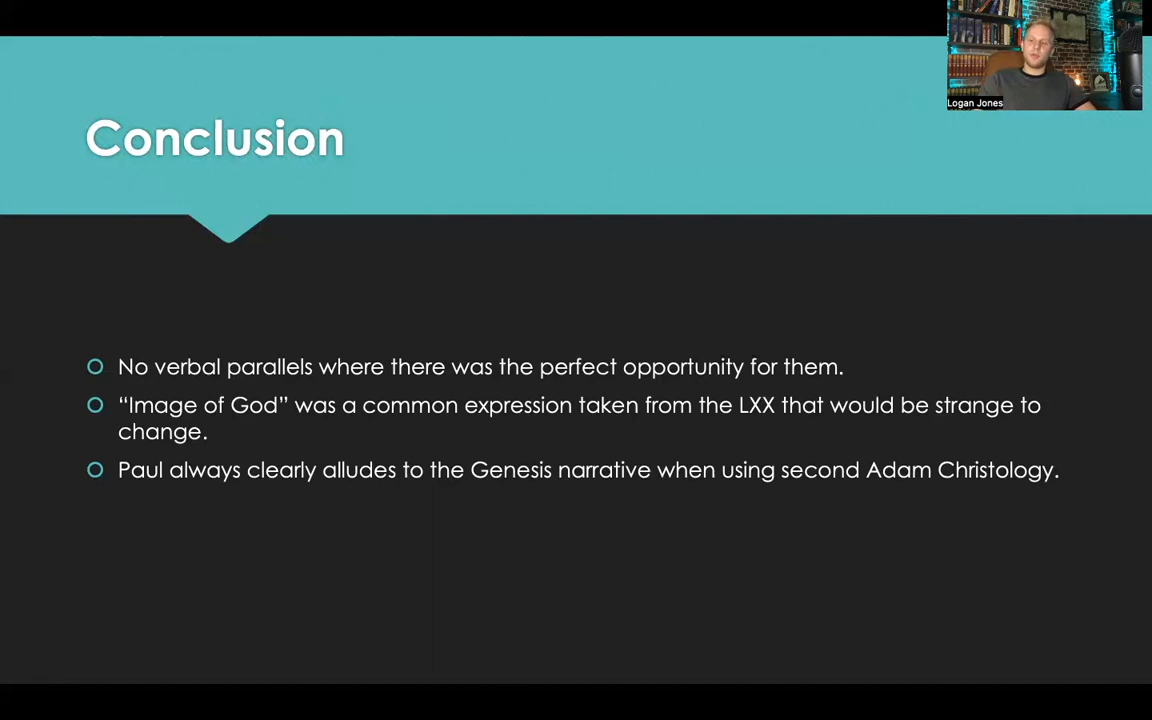 Logan Jones
Conclusion
No verbal parallels where there was the perfect opportunity for them.
“Image of God” was a common expression taken from the LXX that would be strange to
change.
Paul always clearly alludes to the Genesis narrative when using second Adam Christology.